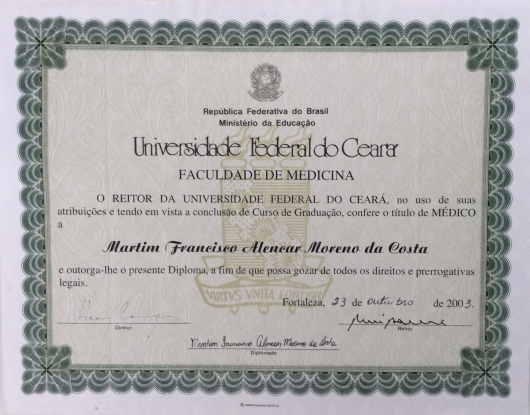 República Federativa do Brasil
Ministério da Educação
Universidade Federal do Ceará
FACULDADE DE MEDICINA
O REITOR DA UNIVERSIDADE FEDERAL DO CEARÁ, no uso de suas
atribuições e tendo em vista a conclusão de Curso de Graduação, confere o título de MÉDICO
a
Martim Francisco Alencar Moreno da Costa
e outorga-lhe o presente Diploma, a fim de que possa gozar de todos os direitos e prerrogativas
legais.
VIRTVS VNITA FORTIOR
Fortaleza, 23 de outubro de 2003.
Diretor
Reitor
Martim Francisco Alencar Moreno da Costa
Diplomado